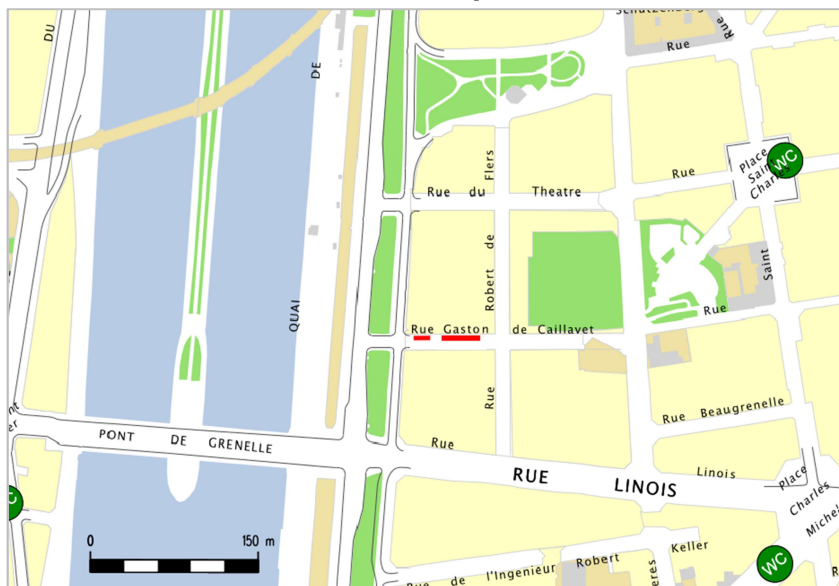 Schutzenberger
Rue
Rue
DU
DE
QUAI
Rue du Theatre
Rue
Place
Saint
Charles
WC
Rue Robert de Flers
Saint
Rue
Rue Gaston de Caillavet
Rue Beaugrenelle
PONT DE GRENELLE
Rue
RUE LINOIS
Linois
Place
Charles
Michel
0 150 m
Rue de l'Ingenieur Robert Keller
WC